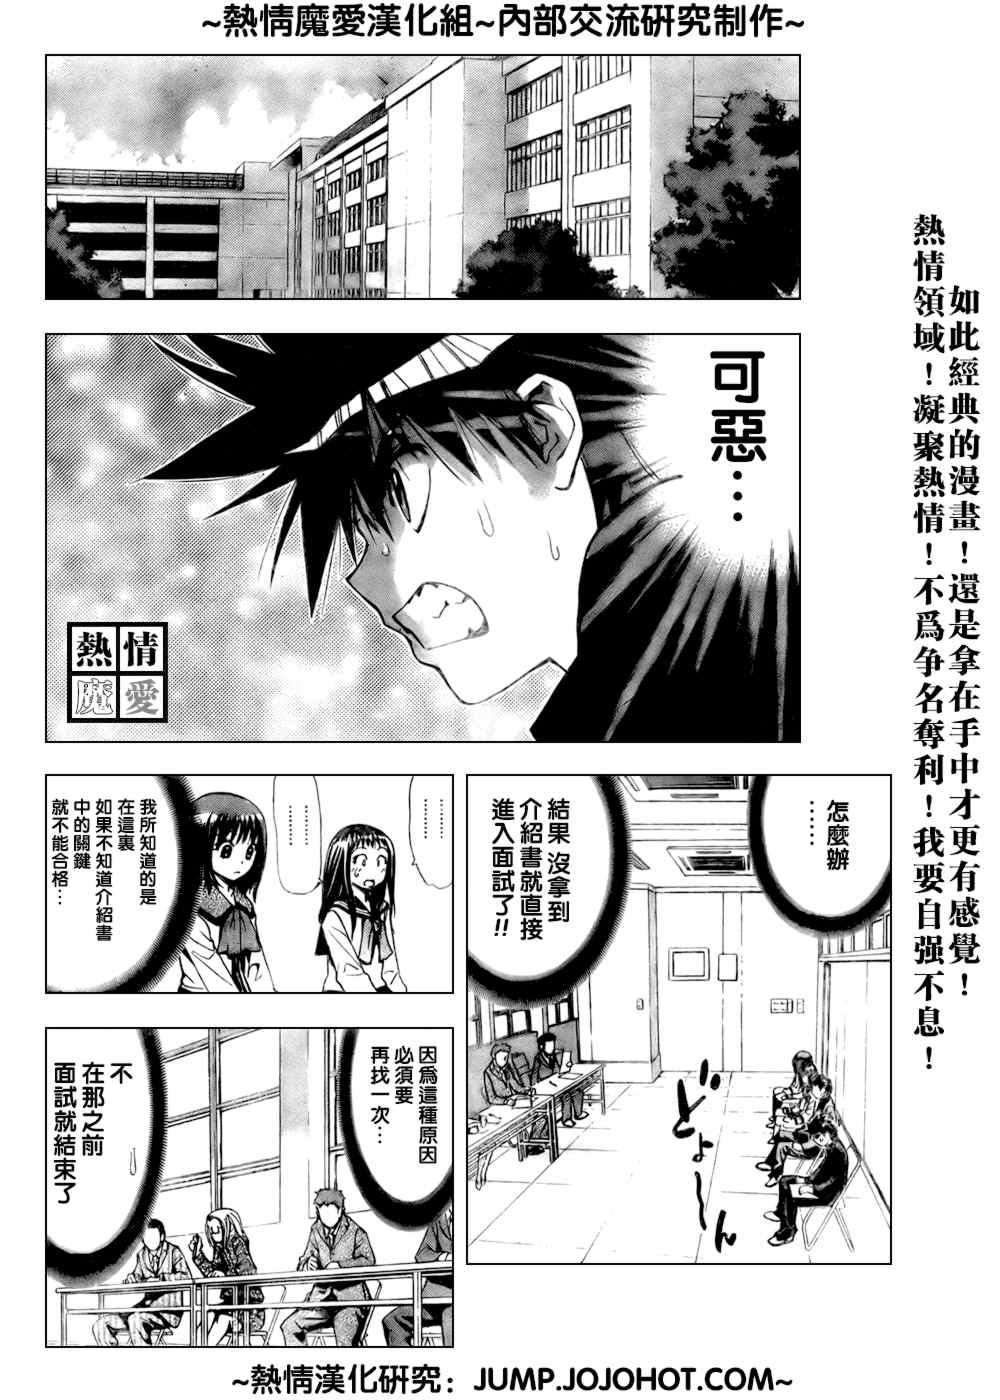 ~熱情魔愛漢化組~內部交流研究制作~
如此經典的漫畫！還是拿在手中才更有感覺！
熱情領域！凝聚熱情！不爲争名奪利！我要自强不息！
可惡…
熱情
魔愛
怎麼辦
……
結果 沒拿到
介紹書就直接
進入面試了!!
どよ〜ん
………
………
我所知道的是
在這裏
如果不知道介紹書
中的關鍵
就不能合格…
因為這種原因
必須要
再找一次…
不
在那之前
面試就結束了
~熱情漢化研究：JUMP.JOJOHOT.COM~